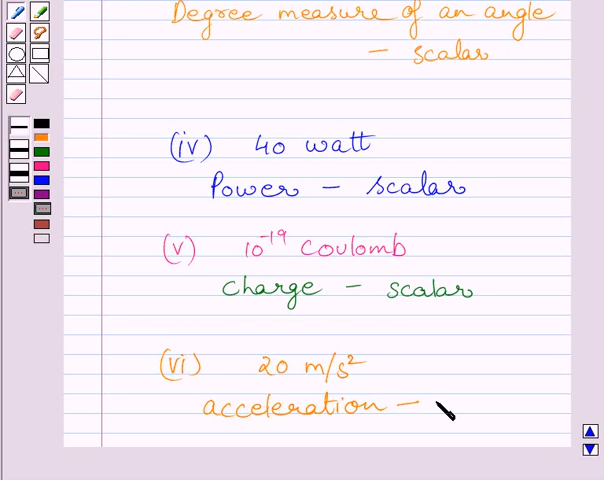 Degree measure of an angle
- scalar
(iv) 40 watt
Power - scalar
(v) 10⁻¹⁹ Coulomb
charge - scalar
(vi) 20 m/s²
acceleration -